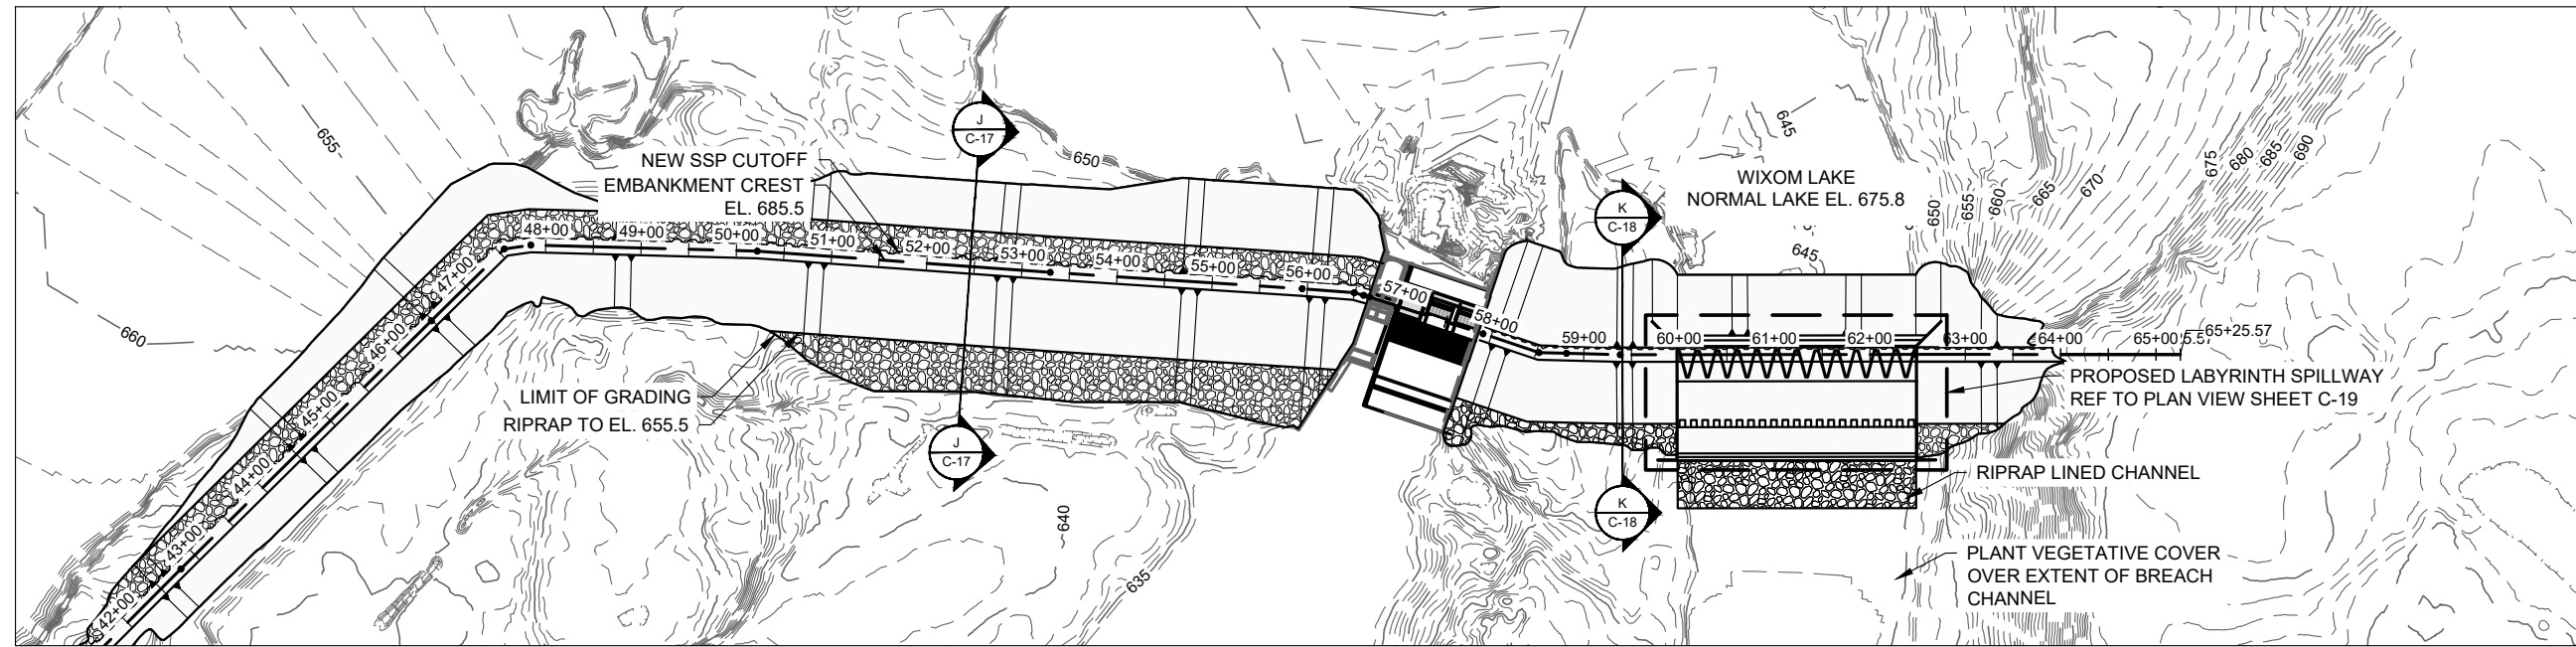 J
C-17
655
650
NEW SSP CUTOFF
EMBANKMENT CREST
EL. 685.5
K
C-18
WIXOM LAKE
NORMAL LAKE EL. 675.8
645
645
650
655
660
665
670
675
680
685
690
660
42+00
43+00
44+00
45+00
46+00
47+00
48+00
49+00
50+00
51+00
52+00
53+00
54+00
55+00
56+00
57+00
58+00
59+00
60+00
61+00
62+00
63+00
64+00
65+00
65+25.57
LIMIT OF GRADING
RIPRAP TO EL. 655.5
J
C-17
K
C-18
PROPOSED LABYRINTH SPILLWAY
REF TO PLAN VIEW SHEET C-19
RIPRAP LINED CHANNEL
640
635
PLANT VEGETATIVE COVER
OVER EXTENT OF BREACH
CHANNEL